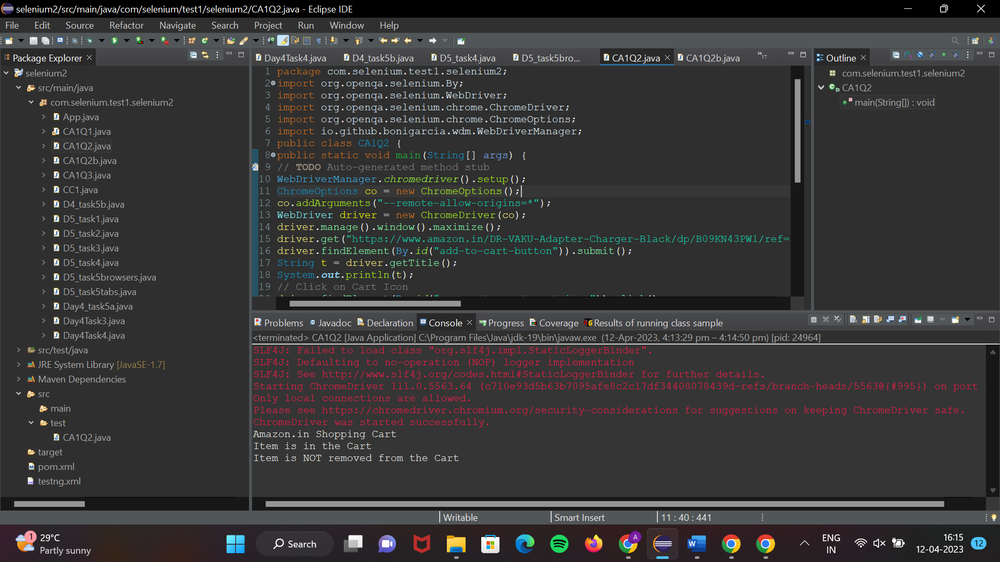 selenium2/src/main/java/com/selenium/test1/selenium2/CA1Q2.java - Eclipse IDE
File Edit Source Refactor Navigate Search Project Run Window Help
Package Explorer
selenium2
src/main/java
com.selenium.test1.selenium2
App.java
CA1Q1.java
CA1Q2.java
CA1Q2b.java
CA1Q3.java
CC1.java
D4_task5b.java
D5_task1.java
D5_task2.java
D5_task3.java
D5_task4.java
D5_task5browsers.java
D5_task5tabs.java
Day4_task5a.java
Day4Task3.java
Day4Task4.java
src/test/java
JRE System Library [JavaSE-1.7]
Maven Dependencies
src
main
test
CA1Q2.java
target
pom.xml
testng.xml
Day4Task4.java D4_task5b.java D5_task4.java D5_task5bro... CA1Q2.java CA1Q2b.java »17
1 package com.selenium.test1.selenium2;
2 import org.openqa.selenium.By;
3 import org.openqa.selenium.WebDriver;
4 import org.openqa.selenium.chrome.ChromeDriver;
5 import org.openqa.selenium.chrome.ChromeOptions;
6 import io.github.bonigarcia.wdm.WebDriverManager;
7 public class CA1Q2 {
8 public static void main(String[] args) {
9 // TODO Auto-generated method stub
10 WebDriverManager.chromedriver().setup();
11 ChromeOptions co = new ChromeOptions();
12 co.addArguments("--remote-allow-origins=*");
13 WebDriver driver = new ChromeDriver(co);
14 driver.manage().window().maximize();
15 driver.get("https://www.amazon.in/DR-VAKU-Adapter-Charger-Black/dp/B09KN43PW1/ref=
16 driver.findElement(By.id("add-to-cart-button")).submit();
17 String t = driver.getTitle();
18 System.out.println(t);
19 // Click on Cart Icon
Outline
com.selenium.test1.selenium2
CA1Q2
main(String[]) : void
Problems Javadoc Declaration Console Progress Coverage Results of running class sample
<terminated> CA1Q2 [Java Application] C:\Program Files\Java\jdk-19\bin\javaw.exe (12-Apr-2023, 4:13:29 pm – 4:14:50 pm) [pid: 24964]
SLF4J: Failed to load class "org.slf4j.impl.StaticLoggerBinder".
SLF4J: Defaulting to no-operation (NOP) logger implementation
SLF4J: See http://www.slf4j.org/codes.html#StaticLoggerBinder for further details.
Starting ChromeDriver 111.0.5563.64 (c710e93d5b63b7095afe8c2c17df34408078439d-refs/branch-heads/5563@{#995}) on port
Only local connections are allowed.
Please see https://chromedriver.chromium.org/security-considerations for suggestions on keeping ChromeDriver safe.
ChromeDriver was started successfully.
Amazon.in Shopping Cart
Item is in the Cart
Item is NOT removed from the Cart
Writable Smart Insert 11 : 40 : 441
1 29°C
Partly sunny
Search
A
W
ENG
IN
16:15
12-04-2023
12